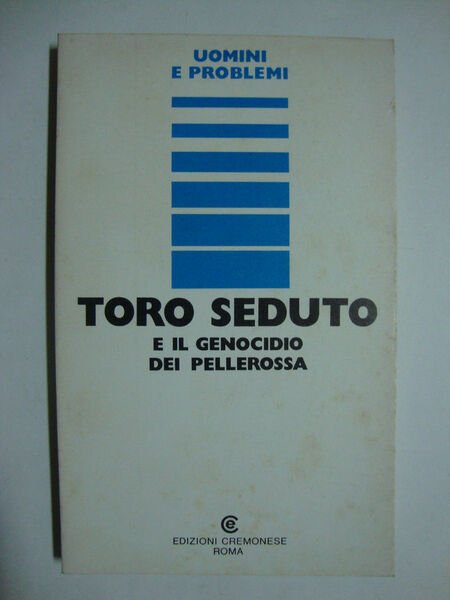 UOMINI
E PROBLEMI
TORO SEDUTO
E IL GENOCIDIO
DEI PELLEROSSA
EDIZIONI CREMONESE
ROMA